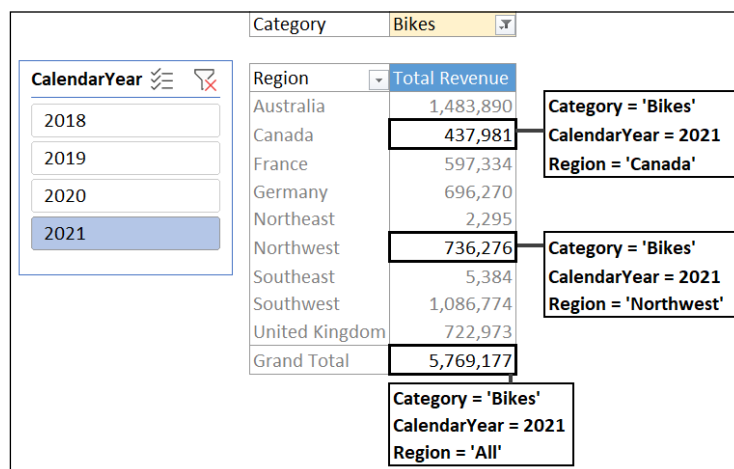 Category Bikes
CalendarYear
2018
2019
2020
2021
Region Total Revenue
Australia 1,483,890
Canada 437,981
France 597,334
Germany 696,270
Northeast 2,295
Northwest 736,276
Southeast 5,384
Southwest 1,086,774
United Kingdom 722,973
Grand Total 5,769,177
Category = 'Bikes'
CalendarYear = 2021
Region = 'Canada'
Category = 'Bikes'
CalendarYear = 2021
Region = 'Northwest'
Category = 'Bikes'
CalendarYear = 2021
Region = 'All'